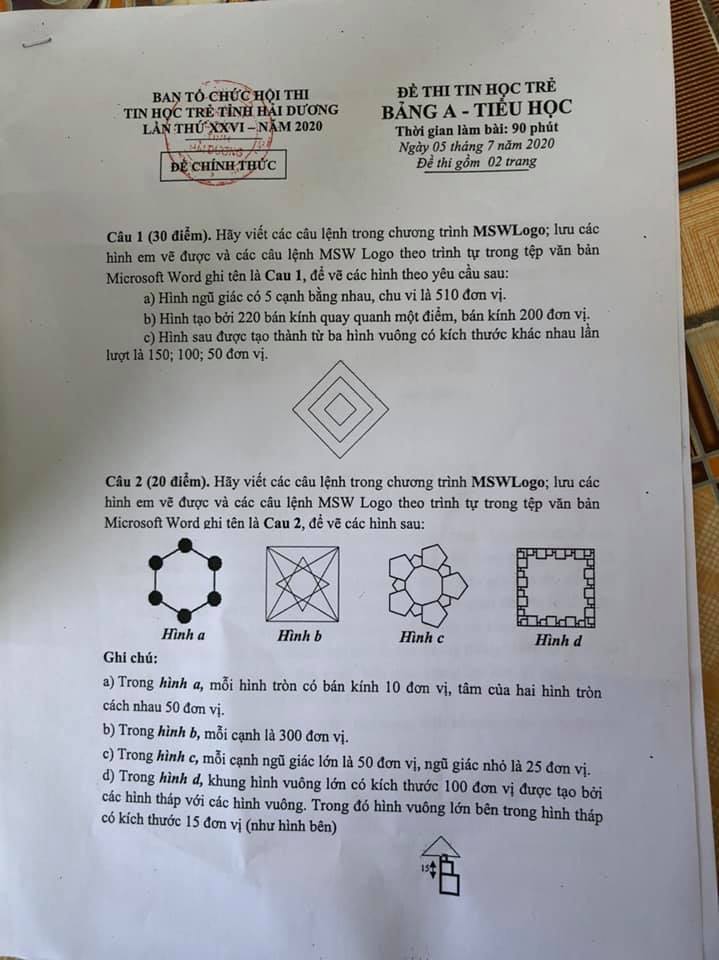 BAN TỔ CHỨC HỘI THI
TIN HỌC TRẺ TỈNH HẢI DƯƠNG
LẦN THỨ XXVI – NĂM 2020
ĐỀ CHÍNH THỨC
ĐỀ THI TIN HỌC TRẺ
BẢNG A - TIỂU HỌC
Thời gian làm bài: 90 phút
Ngày 05 tháng 7 năm 2020
Đề thi gồm 02 trang
Câu 1 (30 điểm). Hãy viết các câu lệnh trong chương trình MSWLogo; lưu các
hình em vẽ được và các câu lệnh MSW Logo theo trình tự trong tệp văn bản
Microsoft Word ghi tên là Cau 1, để vẽ các hình theo yêu cầu sau:
a) Hình ngũ giác có 5 cạnh bằng nhau, chu vi là 510 đơn vị.
b) Hình tạo bởi 220 bán kính quay quanh một điểm, bán kính 200 đơn vị.
c) Hình sau được tạo thành từ ba hình vuông có kích thước khác nhau lần
lượt là 150; 100; 50 đơn vị.
Câu 2 (20 điểm). Hãy viết các câu lệnh trong chương trình MSWLogo; lưu các
hình em vẽ được và các câu lệnh MSW Logo theo trình tự trong tệp văn bản
Microsoft Word ghi tên là Cau 2, để vẽ các hình sau:
Hình a Hình b Hình c Hình d
Ghi chú:
a) Trong hình a, mỗi hình tròn có bán kính 10 đơn vị, tâm của hai hình tròn
cách nhau 50 đơn vị.
b) Trong hình b, mỗi cạnh là 300 đơn vị.
c) Trong hình c, mỗi cạnh ngũ giác lớn là 50 đơn vị, ngũ giác nhỏ là 25 đơn vị.
d) Trong hình d, khung hình vuông lớn có kích thước 100 đơn vị được tạo bởi
các hình tháp với các hình vuông. Trong đó hình vuông lớn bên trong hình tháp
có kích thước 15 đơn vị (như hình bên)
15